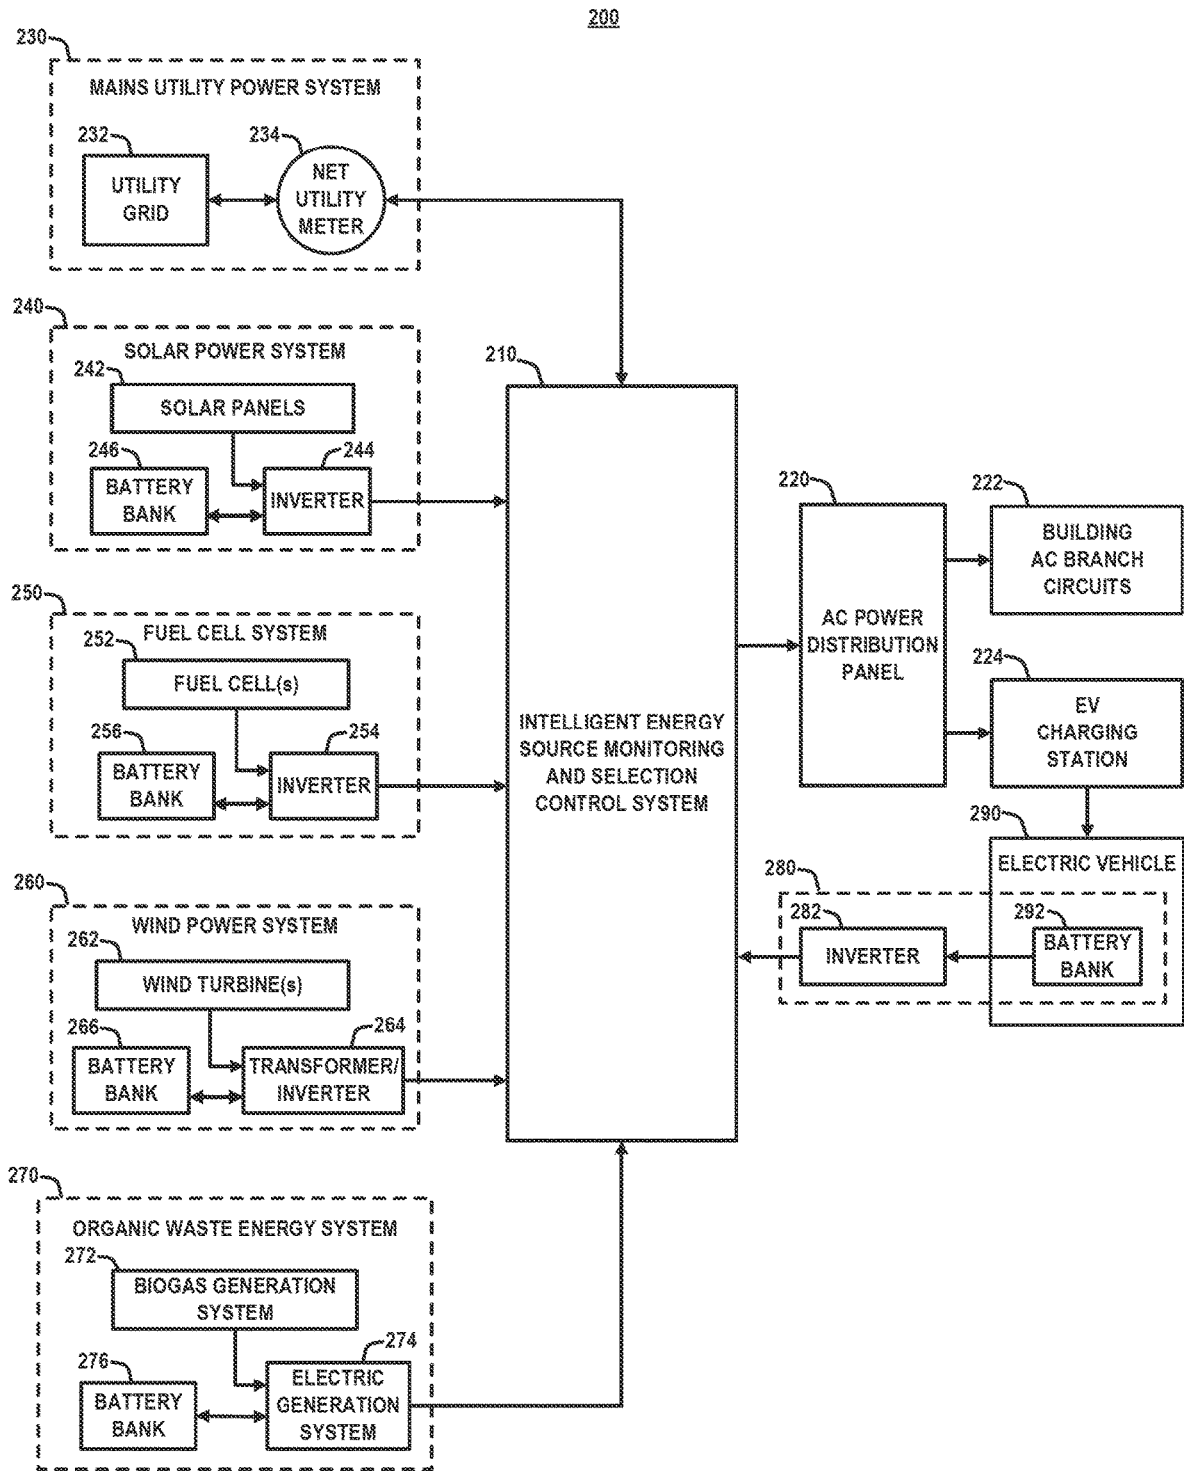 200
230
MAINS UTILITY POWER SYSTEM
232
234
UTILITY
GRID
NET
UTILITY
METER
240
SOLAR POWER SYSTEM
242
SOLAR PANELS
246
244
BATTERY
BANK
INVERTER
250
FUEL CELL SYSTEM
252
FUEL CELL(s)
256
254
BATTERY
BANK
INVERTER
260
WIND POWER SYSTEM
262
WIND TURBINE(s)
266
264
BATTERY
BANK
TRANSFORMER/
INVERTER
270
ORGANIC WASTE ENERGY SYSTEM
272
BIOGAS GENERATION
SYSTEM
276
274
BATTERY
BANK
ELECTRIC
GENERATION
SYSTEM
210
INTELLIGENT ENERGY
SOURCE MONITORING
AND SELECTION
CONTROL SYSTEM
220
AC POWER
DISTRIBUTION
PANEL
222
BUILDING
AC BRANCH
CIRCUITS
224
EV
CHARGING
STATION
290
ELECTRIC VEHICLE
280
282
INVERTER
292
BATTERY
BANK